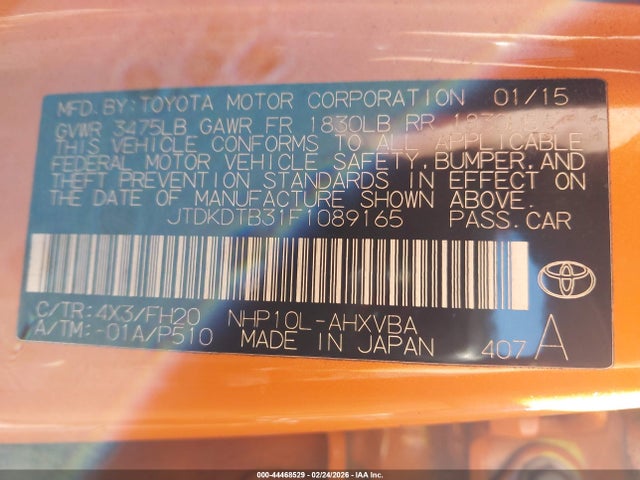 MFD.BY:TOYOTA MOTOR CORPORATION 01/15
GVWR 3475LB GAWR FR 1830LB RR
THIS VEHICLE CONFORMS TO ALL APPLICABLE
FEDERAL MOTOR VEHICLE SAFETY,BUMPER,AND
THEFT PREVENTION STANDARDS IN EFFECT ON
THE DATE OF MANUFACTURE SHOWN ABOVE.
JTDKDTB31F1089165 PASS.CAR
C/TR:4X3/FH20 NHP10L-AHXVBA
A/TM:-01A/P510 MADE IN JAPAN 407 A
000-44468529 - 02/24/2026 - IAA Inc.